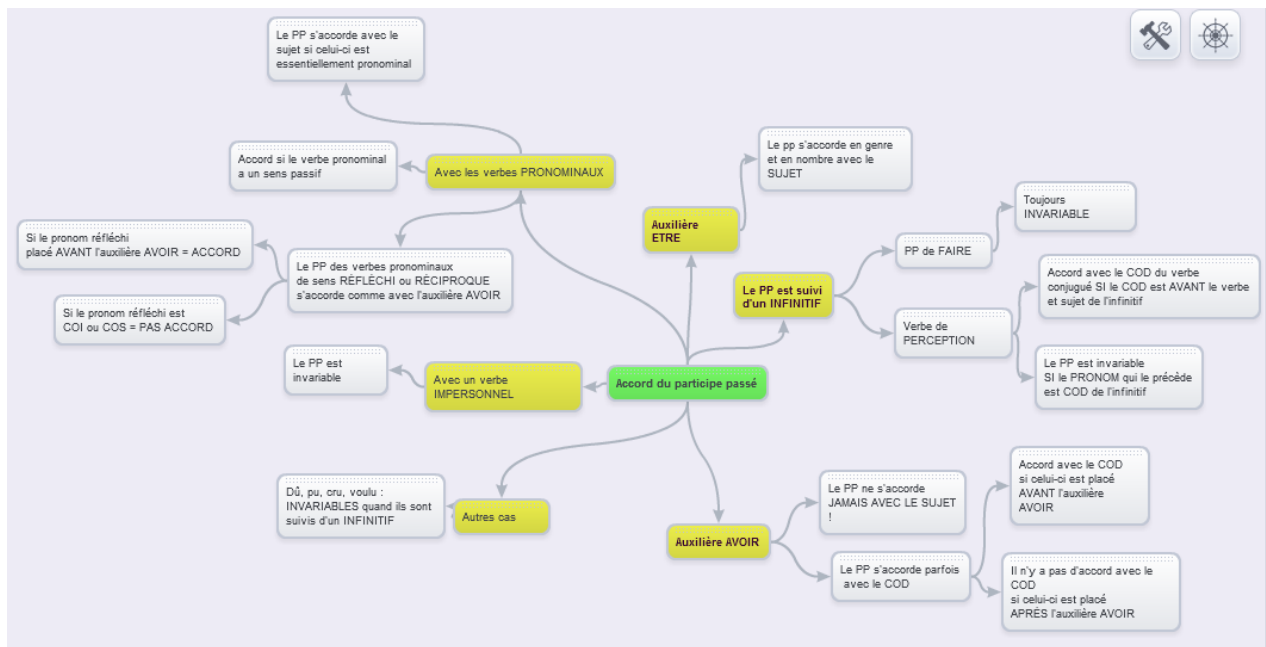 Le PP s'accorde avec le
sujet si celui-ci est
essentiellement pronominal
Accord si le verbe pronominal
a un sens passif
Avec les verbes PRONOMINAUX
Si le pronom réfléchi
placé AVANT l'auxilière AVOIR = ACCORD
Le PP des verbes pronominaux
de sens RÉFLÉCHI ou RÉCIPROQUE
s'accorde comme avec l'auxilière AVOIR
Si le pronom réfléchi est
COI ou COS = PAS ACCORD
Le PP est
invariable
Avec un verbe
IMPERSONNEL
Accord du participe passé
Dû, pu, cru, voulu :
INVARIABLES quand ils sont
suivis d'un INFINITIF
Autres cas
Auxilière
ETRE
Le pp s'accorde en genre
et en nombre avec le
SUJET
Le PP est suivi
d'un INFINITIF
PP de FAIRE
Toujours
INVARIABLE
Verbe de
PERCEPTION
Accord avec le COD du verbe
conjugué SI le COD est AVANT le verbe
et sujet de l'infinitif
Le PP est invariable
SI le PRONOM qui le précède
est COD de l'infinitif
Auxilière AVOIR
Le PP ne s'accorde
JAMAIS AVEC LE SUJET
!
Le PP s'accorde parfois
avec le COD
Accord avec le COD
si celui-ci est placé
AVANT l'auxilière
AVOIR
Il n'y a pas d'accord avec le
COD
si celui-ci est placé
APRÈS l'auxilière AVOIR